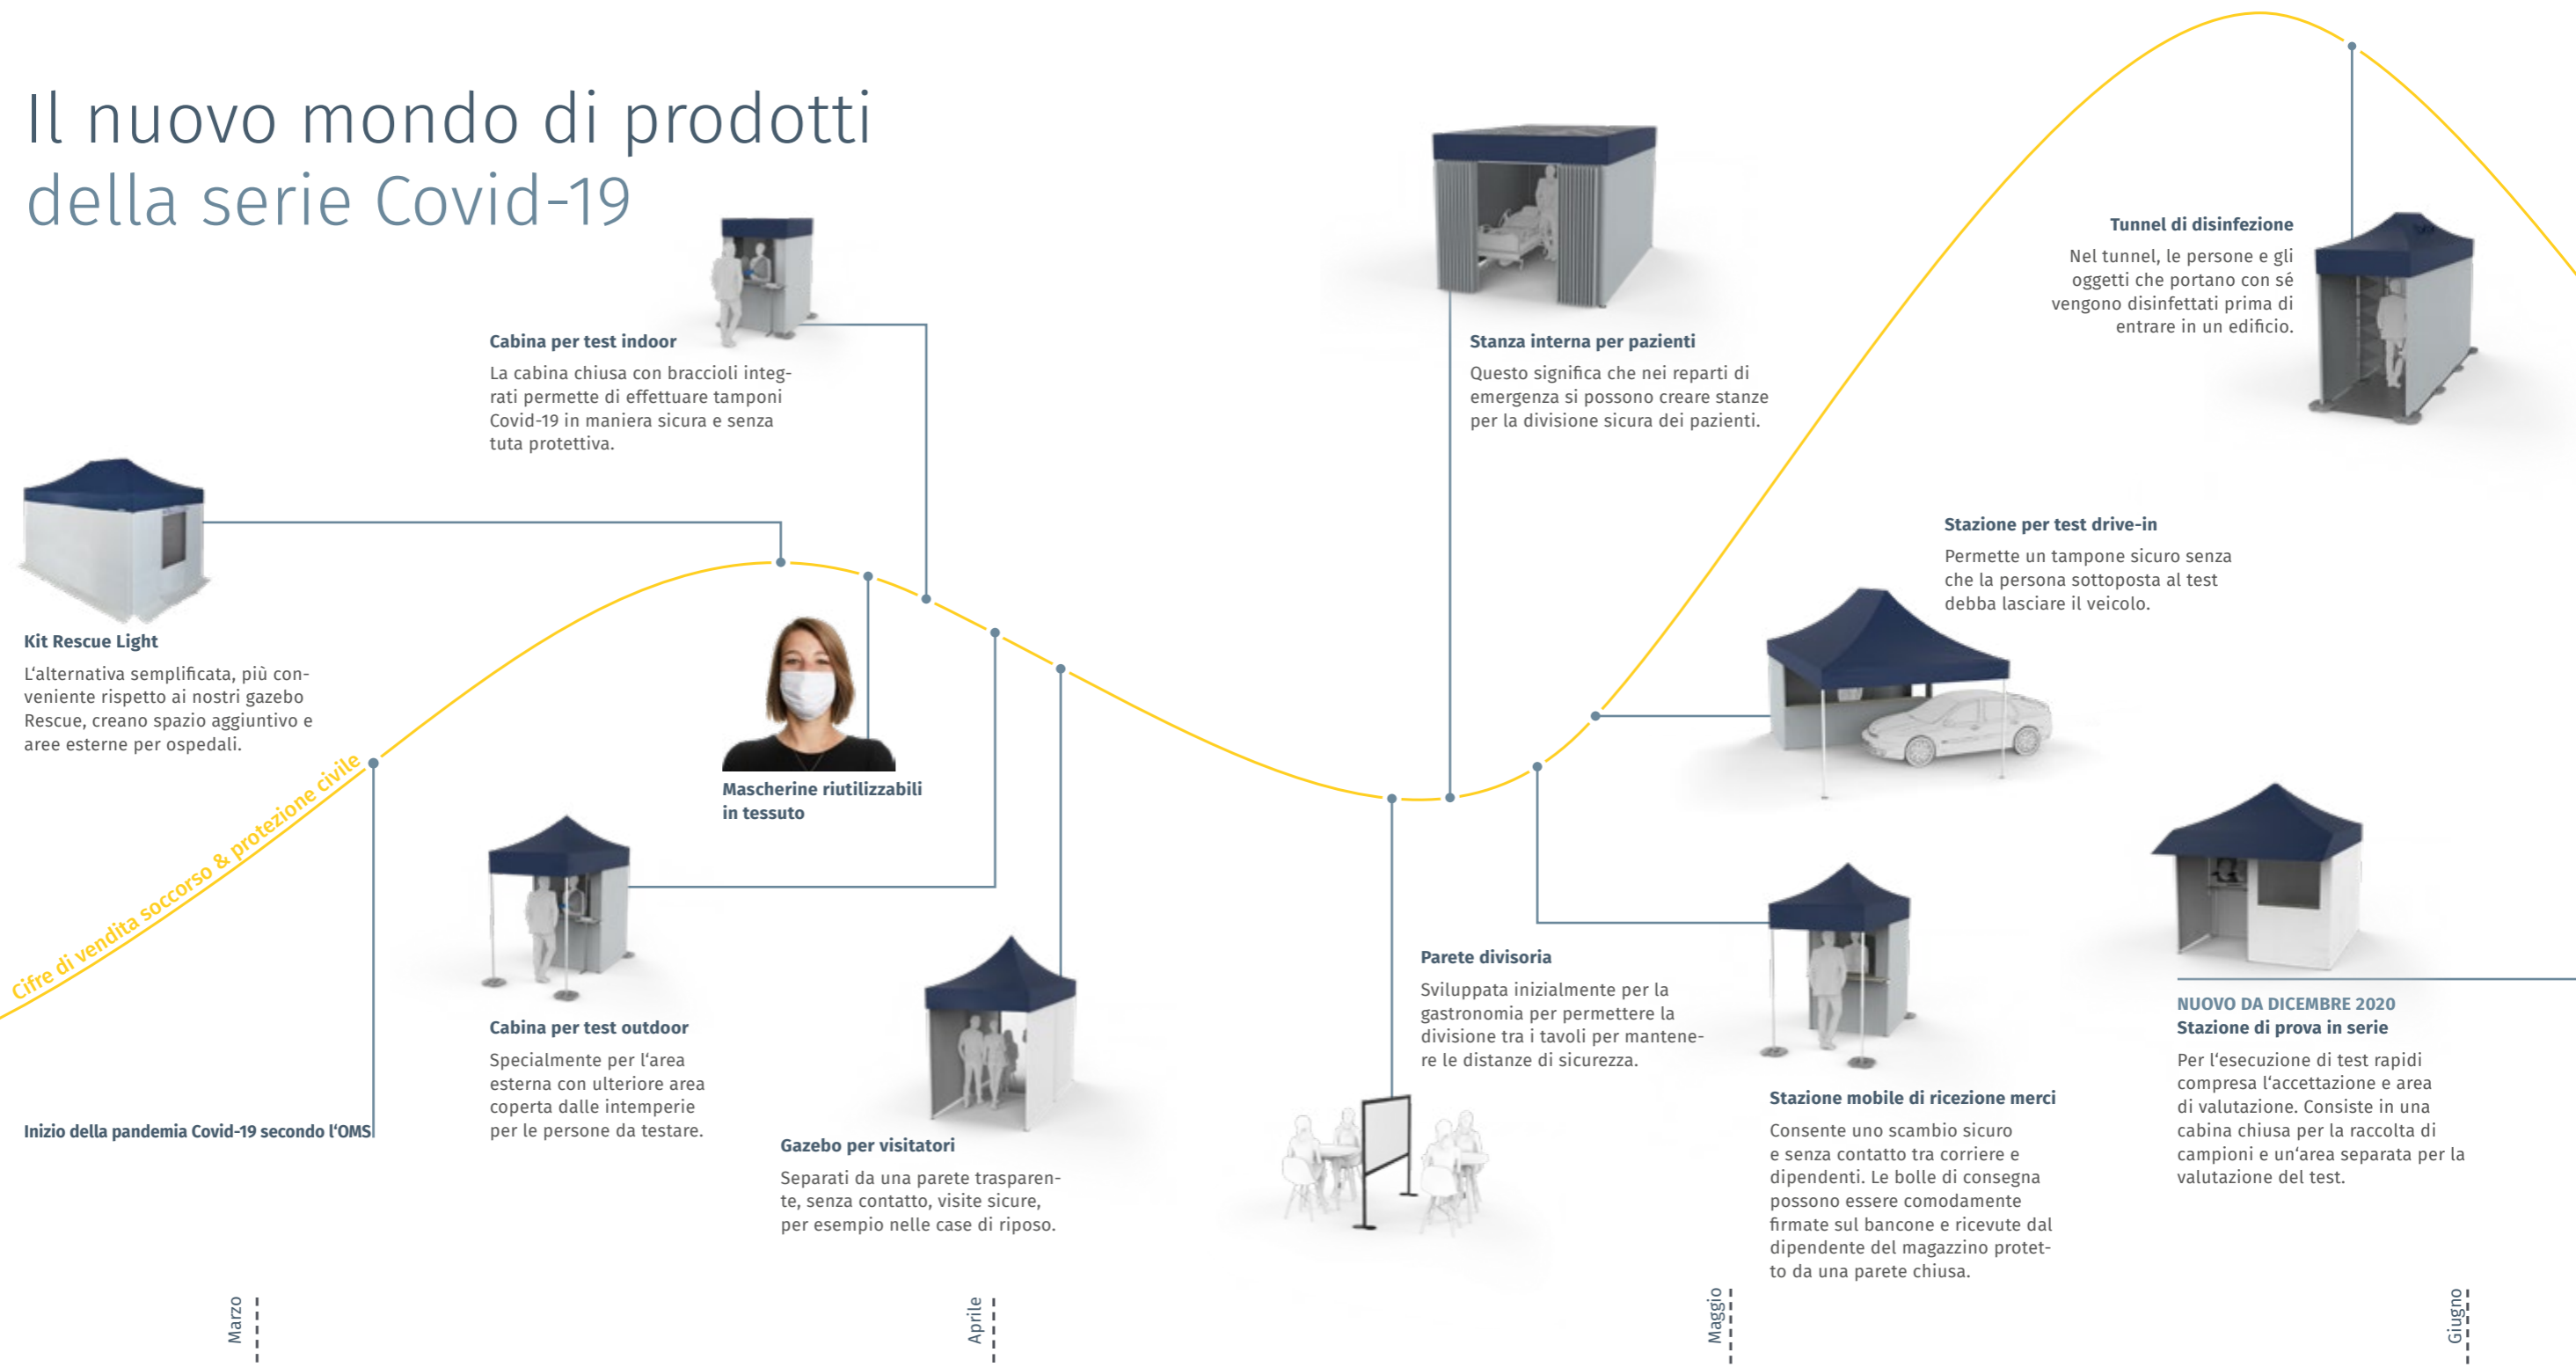 Il nuovo mondo di prodotti
della serie Covid-19
Cabina per test indoor
La cabina chiusa con braccioli integ-
rati permette di effettuare tamponi
Covid-19 in maniera sicura e senza
tuta protettiva.
Kit Rescue Light
L‘alternativa semplificata, più con-
veniente rispetto ai nostri gazebo
Rescue, creano spazio aggiuntivo e
aree esterne per ospedali.
Cifre di vendita soccorso & protezione civile
Inizio della pandemia Covid-19 secondo l‘OMS
Mascherine riutilizzabili
in tessuto
Cabina per test outdoor
Specialmente per l‘area
esterna con ulteriore area
coperta dalle intemperie
per le persone da testare.
Gazebo per visitatori
Separati da una parete trasparen-
te, senza contatto, visite sicure,
per esempio nelle case di riposo.
Stanza interna per pazienti
Questo significa che nei reparti di
emergenza si possono creare stanze
per la divisione sicura dei pazienti.
Parete divisoria
Sviluppata inizialmente per la
gastronomia per permettere la
divisione tra i tavoli per mantene-
re le distanze di sicurezza.
Tunnel di disinfezione
Nel tunnel, le persone e gli
oggetti che portano con sé
vengono disinfettati prima di
entrare in un edificio.
Stazione per test drive-in
Permette un tampone sicuro senza
che la persona sottoposta al test
debba lasciare il veicolo.
Stazione mobile di ricezione merci
Consente uno scambio sicuro
e senza contatto tra corriere e
dipendenti. Le bolle di consegna
possono essere comodamente
firmate sul bancone e ricevute dal
dipendente del magazzino protet-
to da una parete chiusa.
NUOVO DA DICEMBRE 2020
Stazione di prova in serie
Per l‘esecuzione di test rapidi
compresa l‘accettazione e area
di valutazione. Consiste in una
cabina chiusa per la raccolta di
campioni e un‘area separata per la
valutazione del test.
Marzo
Aprile
Maggio
Giugno